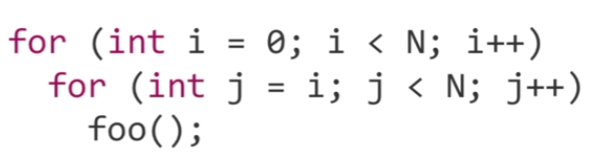 for (int i = 0; i < N; i++)
  for (int j = i; j < N; j++)
    foo();